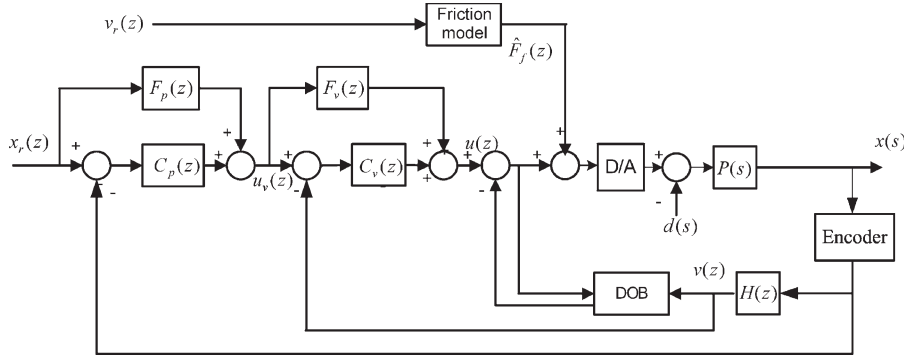 v_r(z)
Friction
model
F̂_f(z)
F_p(z)
F_v(z)
x_r(z)
+
-
C_p(z)
+
+
u_v(z)
+
-
C_v(z)
+
+
u(z)
+
-
+
+
D/A
+
-
d(s)
P(s)
x(s)
Encoder
v(z)
H(z)
DOB